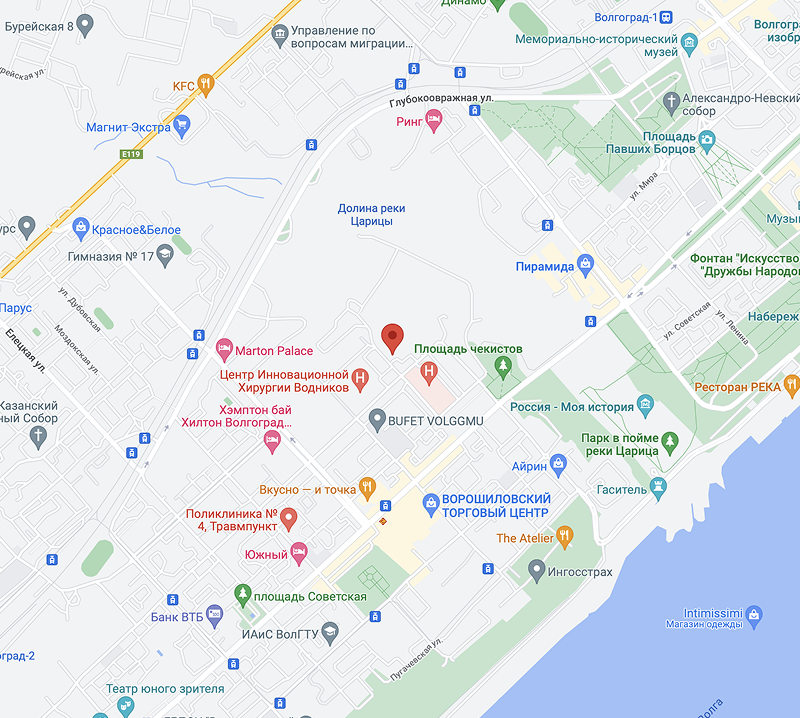 Динамо
Волгоград-1
Бурейская 8
Управление по
вопросам миграции...
Мемориально-исторический
музей
Волгогр
изобр
KFC
Глубокоовражная ул.
Александро-Невский
собор
Магнит Экстра
Ринг
Площадь
Павших Борцов
E119
ул. Мира
Долина реки
Царицы
Красное&Белое
Гимназия № 17
Музы
Пирамида
Фонтан "Искусство
"Дружбы Народо
Парус
ул. Дубовская
Моздокская ул.
Елецкая ул.
ул. Советская
ул. Ленина
Набереж
Marton Palace
Площадь чекистов
Центр Инновационной
Хирургии Водников
Ресторан РЕКА
Казанский
ный Собор
Хэмптон бай
Хилтон Волгоград...
BUFET VOLGGMU
Россия - Моя история
Парк в пойме
реки Царица
Айрин
Вкусно — и точка
Гаситель
ВОРОШИЛОВСКИЙ
ТОРГОВЫЙ ЦЕНТР
Поликлиника №
4, Травмпункт
The Atelier
Южный
Ингосстрах
площадь Советская
Банк ВТБ
ИАиС ВолГТУ
Intimissimi
Магазин одежды
Пугачевская ул.
оград-2
Театр юного зрителя
Волга